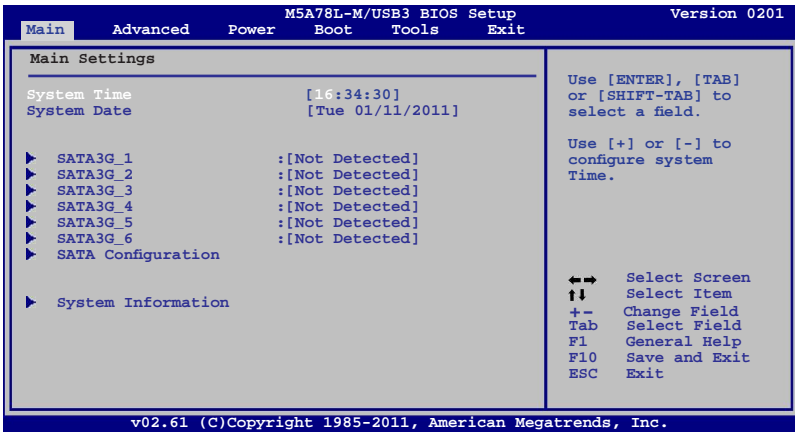 M5A78L-M/USB3 BIOS Setup Version 0201
Main Advanced Power Boot Tools Exit
Main Settings
System Time [16:34:30]
System Date [Tue 01/11/2011]
SATA3G_1 :[Not Detected]
SATA3G_2 :[Not Detected]
SATA3G_3 :[Not Detected]
SATA3G_4 :[Not Detected]
SATA3G_5 :[Not Detected]
SATA3G_6 :[Not Detected]
SATA Configuration
System Information
Use [ENTER], [TAB]
or [SHIFT-TAB] to
select a field.
Use [+] or [-] to
configure system
Time.
←→ Select Screen
↑↓ Select Item
+- Change Field
Tab Select Field
F1 General Help
F10 Save and Exit
ESC Exit
v02.61 (C)Copyright 1985-2011, American Megatrends, Inc.